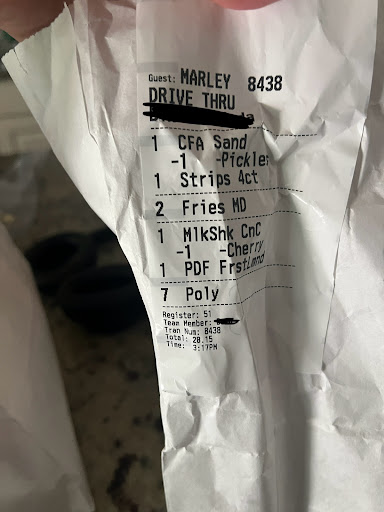 Guest: MARLEY 8438
DRIVE THRU
1 CFA Sand
-1 -Pickles
1 Strips 4ct
2 Fries MD
1 MlkShk CnC
-1 -Cherry
1 PDF FrstLmnd
7 Poly
Register: 51
Team Member:
Tran Num: 8438
Total: 20.15
Time: 3:17PM